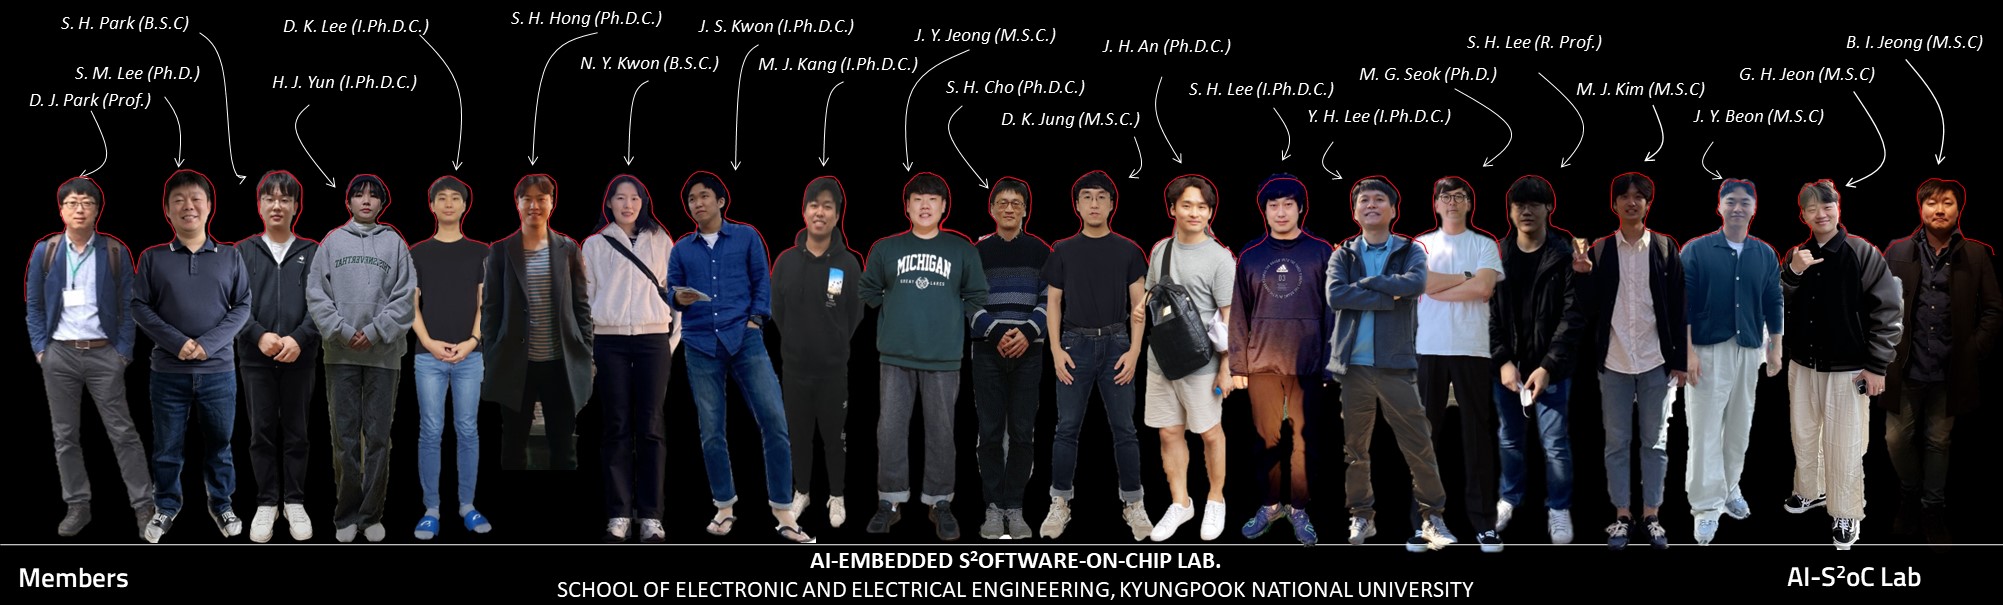 S. H. Park (B.S.C)
D. K. Lee (I.Ph.D.C.)
S. H. Hong (Ph.D.C.)
J. S. Kwon (I.Ph.D.C.)
J. Y. Jeong (M.S.C.)
J. H. An (Ph.D.C.)
S. H. Lee (R. Prof.)
B. I. Jeong (M.S.C)
S. M. Lee (Ph.D.)
H. J. Yun (I.Ph.D.C.)
N. Y. Kwon (B.S.C.)
M. J. Kang (I.Ph.D.C.)
S. H. Cho (Ph.D.C.)
S. H. Lee (I.Ph.D.C.)
M. G. Seok (Ph.D.)
M. J. Kim (M.S.C)
G. H. Jeon (M.S.C)
D. J. Park (Prof.)
D. K. Jung (M.S.C.)
Y. H. Lee (I.Ph.D.C.)
J. Y. Beon (M.S.C)
MICHIGAN
GREAT LAKES
AI-EMBEDDED S²OFTWARE-ON-CHIP LAB.
Members
AI-S²oC Lab
SCHOOL OF ELECTRONIC AND ELECTRICAL ENGINEERING, KYUNGPOOK NATIONAL UNIVERSITY